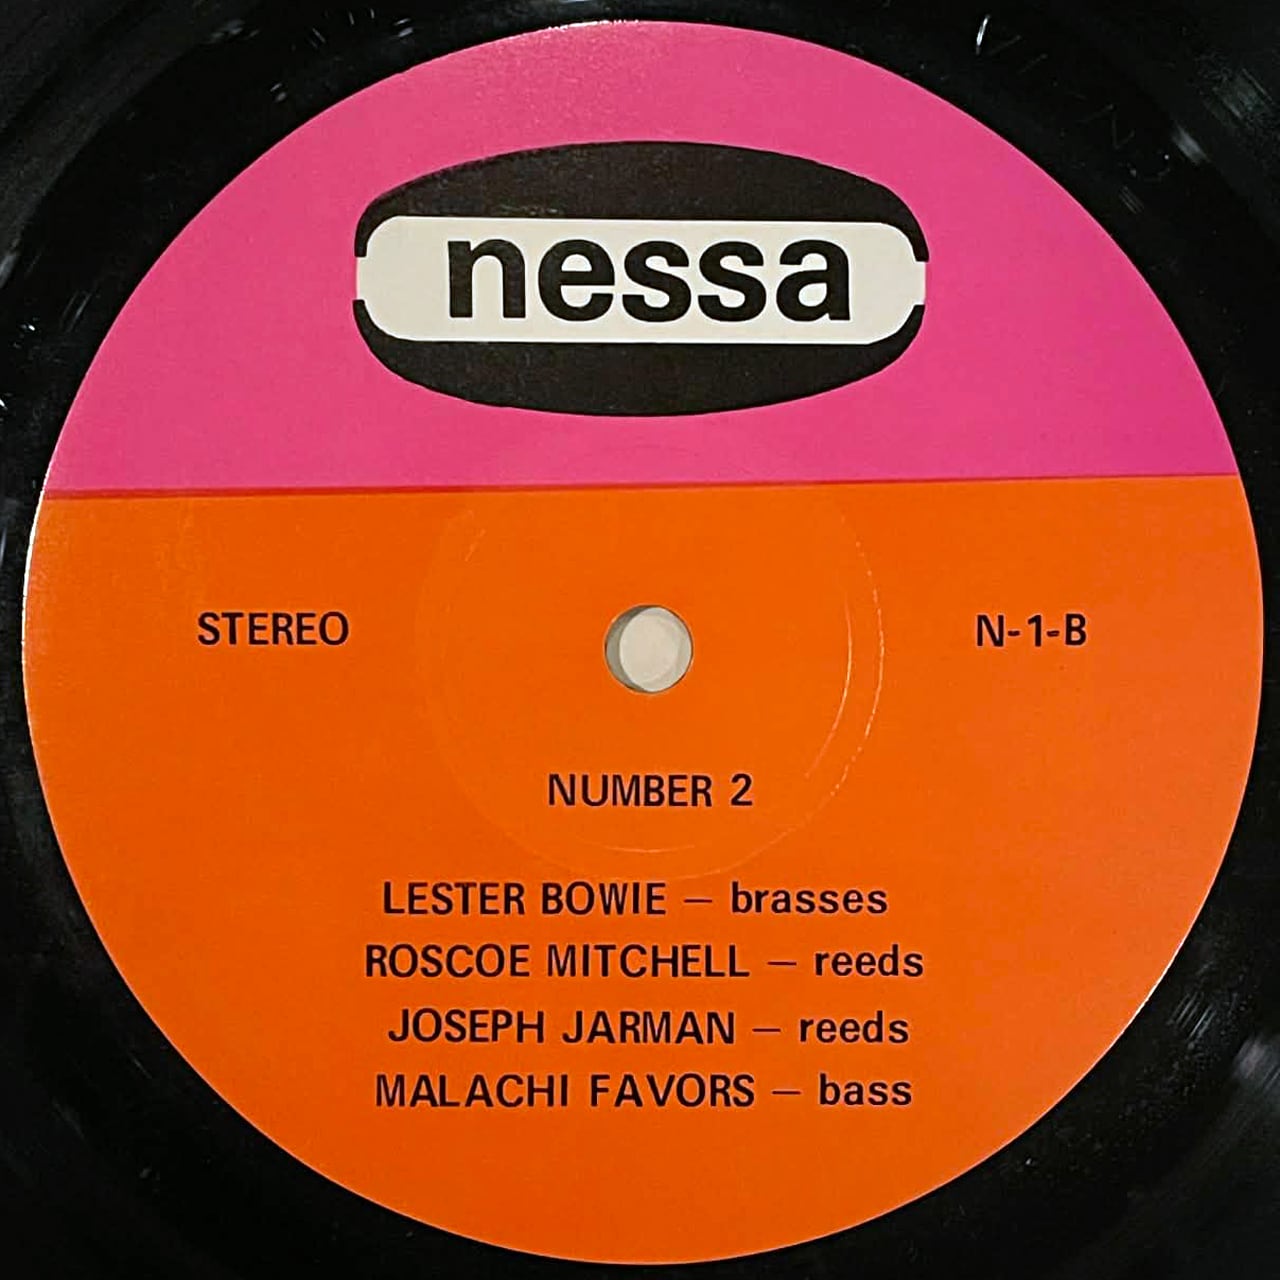 nessa
STEREO
N-1-B
NUMBER 2
LESTER BOWIE — brasses
ROSCOE MITCHELL — reeds
JOSEPH JARMAN — reeds
MALACHI FAVORS — bass